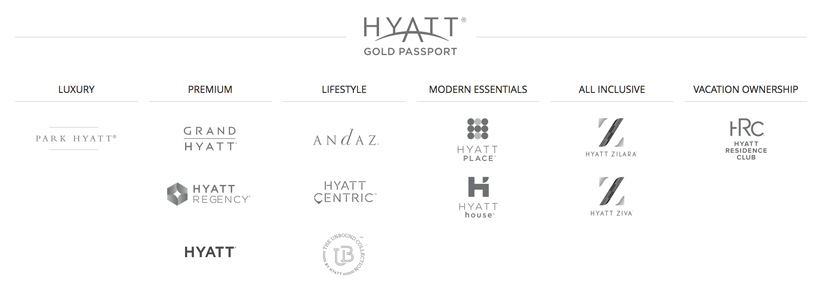 HYATT®
GOLD PASSPORT
LUXURY
PREMIUM
LIFESTYLE
MODERN ESSENTIALS
ALL INCLUSIVE
VACATION OWNERSHIP
PARK HYATT®
GRAND
HYATT
ANdAZ
HYATT
PLACE
HYATT ZILARA
HRC
HYATT
RESIDENCE
CLUB
HYATT
REGENCY
HYATT
CENTRIC
H
HYATT
house
HYATT ZIVA
HYATT
UB
THE UNBOUND COLLECTION
BY HYATT